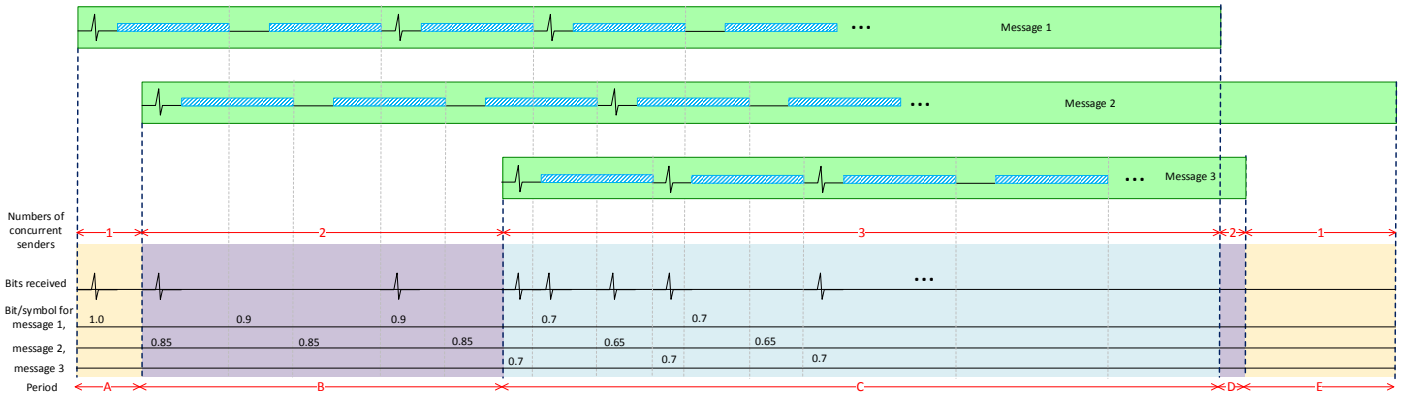 Message 1
Message 2
Message 3
Numbers of
concurrent
senders
1 2 3 2 1
Bits received
Bit/symbol for
message 1,
1.0 0.9 0.9 0.7 0.7
message 2,
0.85 0.85 0.85 0.65 0.65
message 3
0.7 0.7 0.7
Period
A B C D E